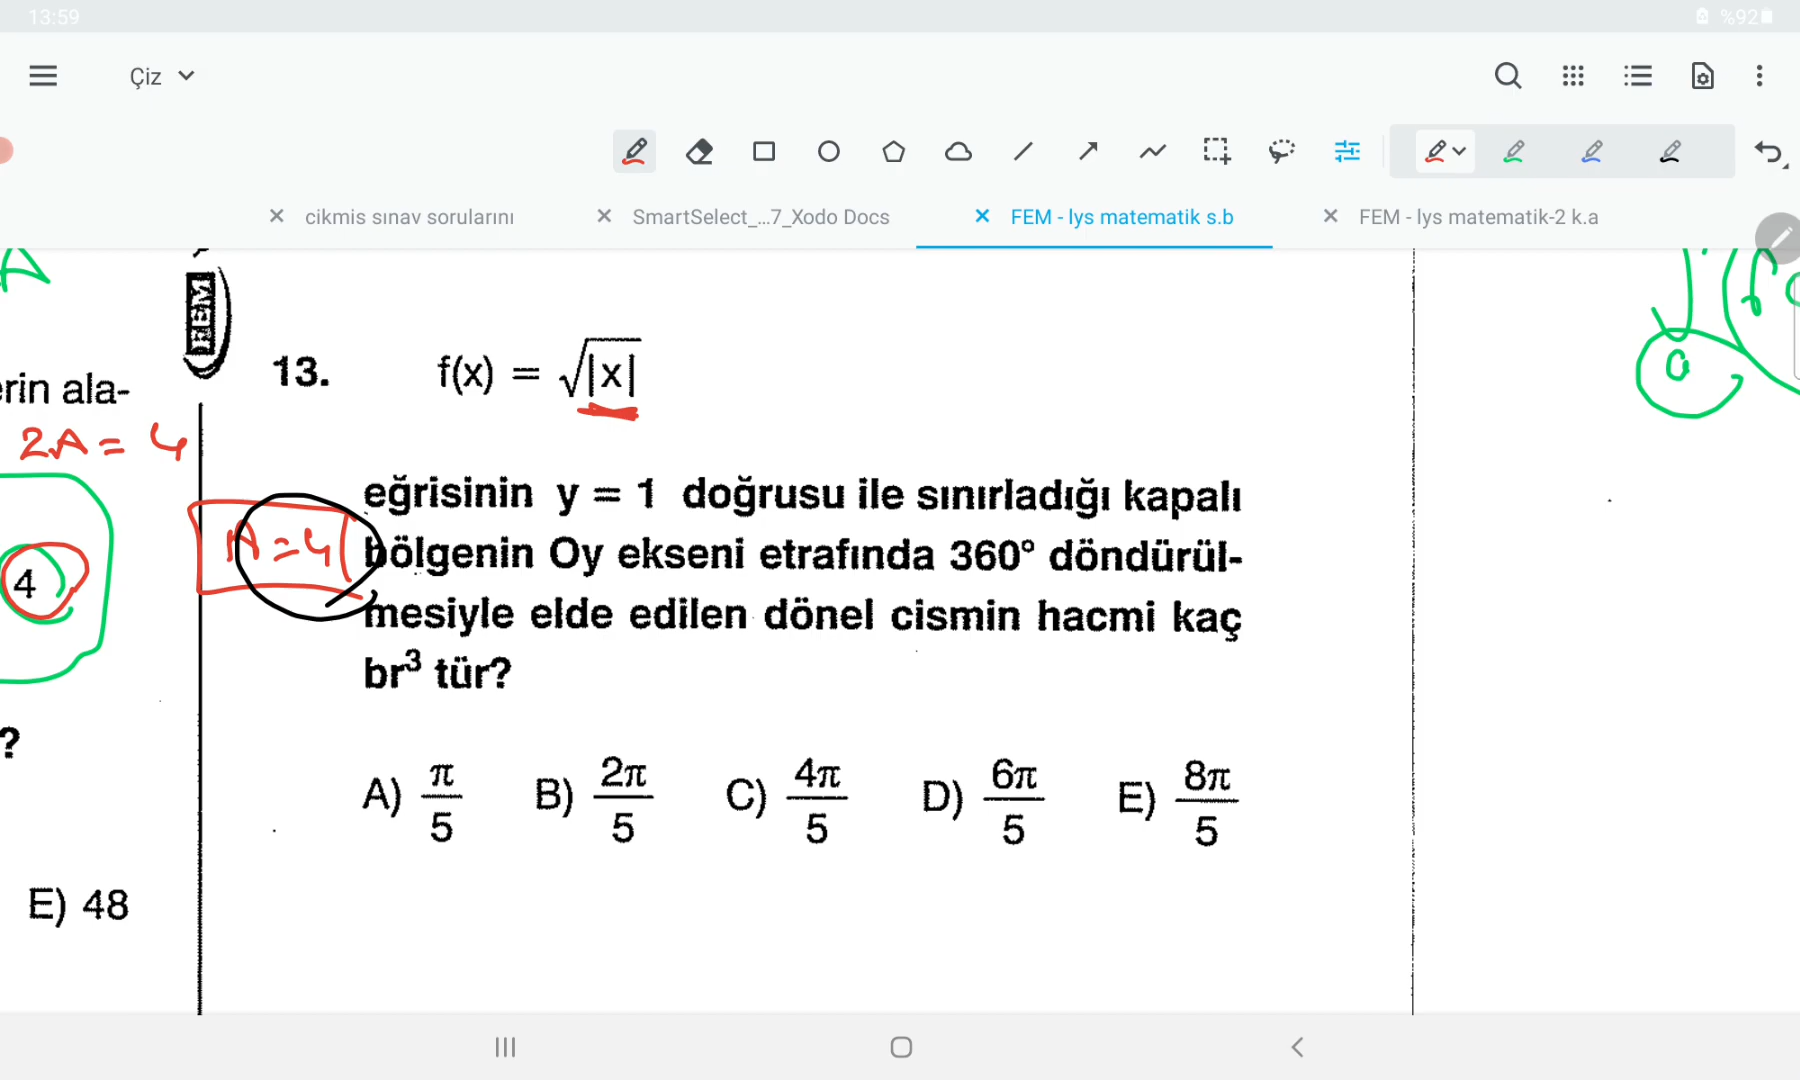 13:59
%92
Çiz
cikmis sınav sorularını
SmartSelect_...7_Xodo Docs
FEM - lys matematik s.b
FEM - lys matematik-2 k.a
A
FEM
erin ala-
2A = 4
4
?
E) 48
13. f(x) = √|x|
A=4
eğrisinin y = 1 doğrusu ile sınırladığı kapalı
bölgenin Oy ekseni etrafında 360° döndürül-
mesiyle elde edilen dönel cismin hacmi kaç
br³ tür?
A) π/5 B) 2π/5 C) 4π/5 D) 6π/5 E) 8π/5